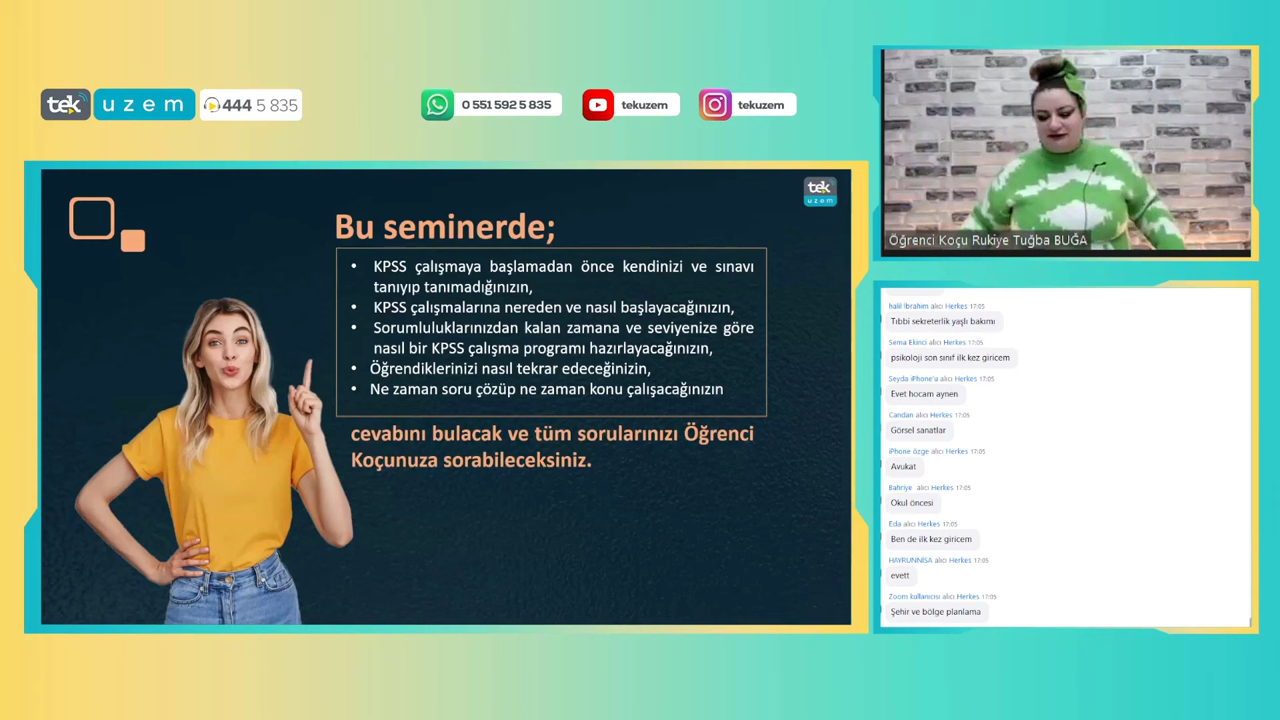 tek
uzem
444 5 835
0 551 592 5 835
tekuzem
tekuzem
tek
uzem
Bu seminerde;
• KPSS çalışmaya başlamadan önce kendinizi ve sınavı
tanıyıp tanımadığınızın,
• KPSS çalışmalarına nereden ve nasıl başlayacağınızın,
• Sorumluluklarınızdan kalan zamana ve seviyenize göre
nasıl bir KPSS çalışma programı hazırlayacağınızın,
• Öğrendiklerinizi nasıl tekrar edeceğinizin,
• Ne zaman soru çözüp ne zaman konu çalışacağınızın
cevabını bulacak ve tüm sorularınızı Öğrenci
Koçunuza sorabileceksiniz.
Öğrenci Koçu Rukiye Tuğba BUĞA
halil İbrahim alıcı Herkes 17:05
Tıbbi sekreterlik yaşlı bakımı
Sema Ekinci alıcı Herkes 17:05
psikoloji son sınıf ilk kez giricem
Seyda iPhone'u alıcı Herkes 17:05
Evet hocam aynen
Candan alıcı Herkes 17:05
Görsel sanatlar
iPhone özge alıcı Herkes 17:05
Avukat
Bahriye alıcı Herkes 17:05
Okul öncesi
Eda alıcı Herkes 17:05
Ben de ilk kez giricem
HAYRUNNİSA alıcı Herkes 17:05
evett
Zoom kullanıcısı alıcı Herkes 17:05
Şehir ve bölge planlama